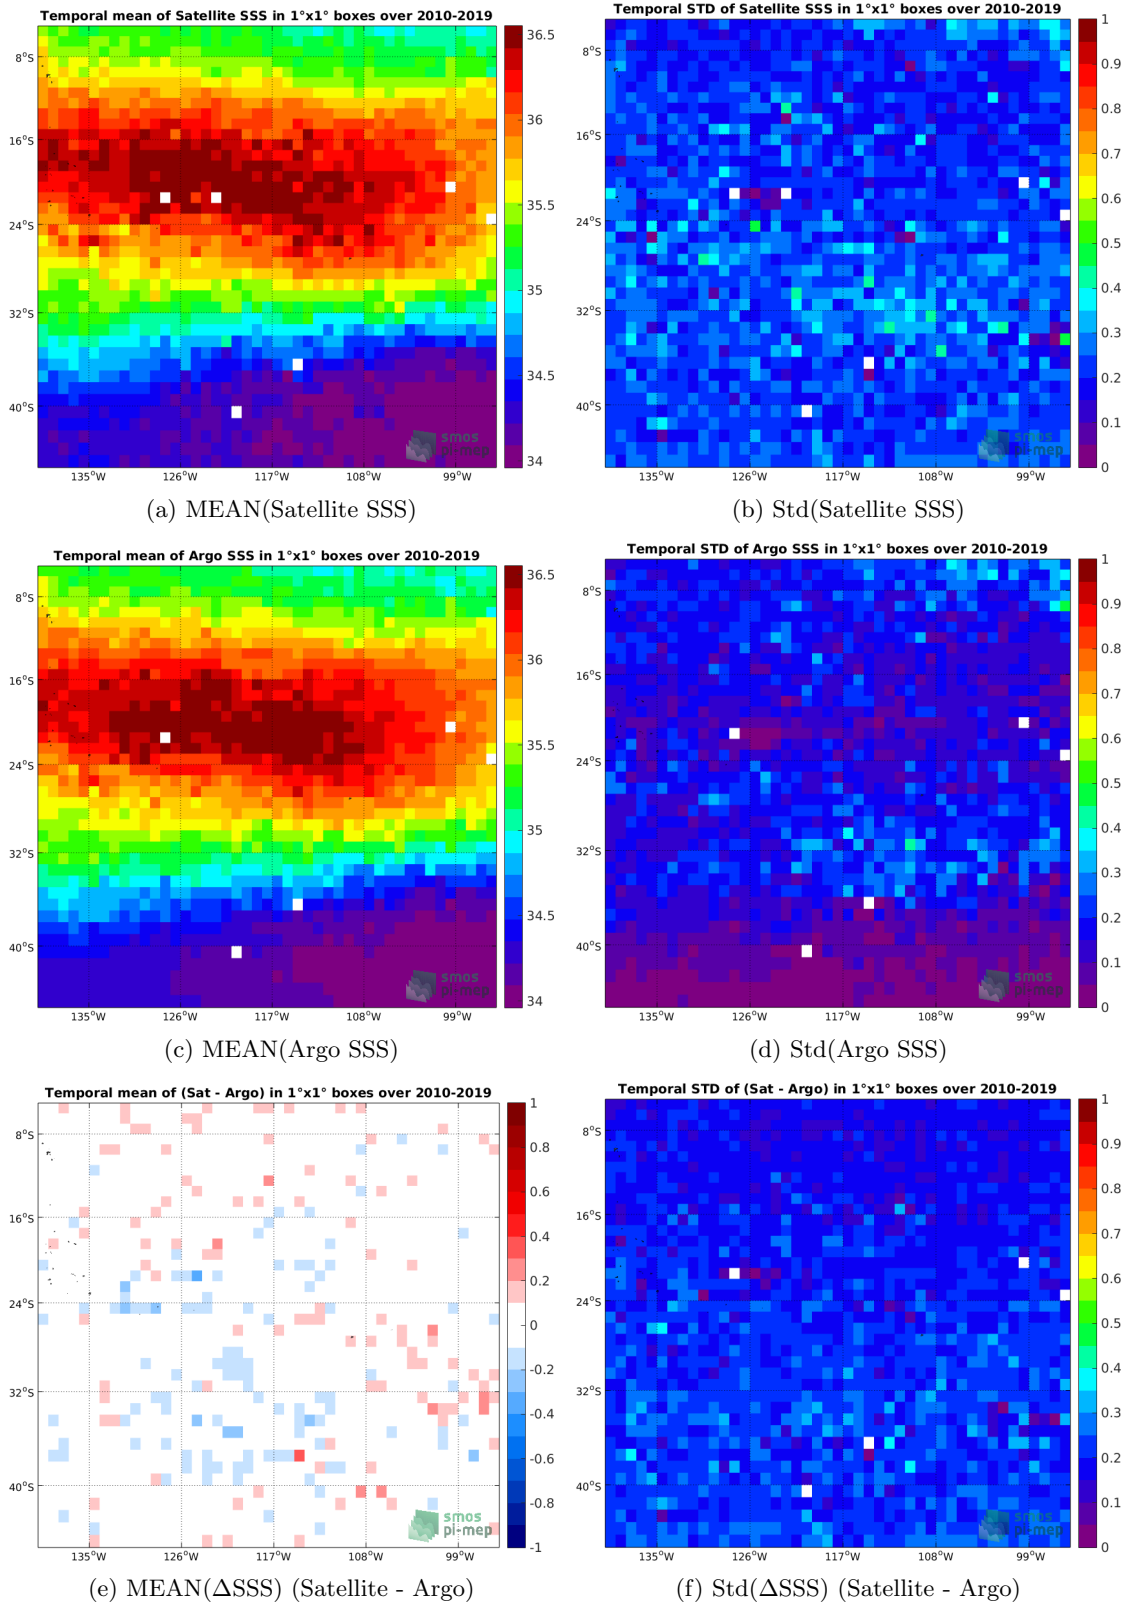 Temporal mean of Satellite SSS in 1°x1° boxes over 2010-2019
8°S
16°S
24°S
32°S
40°S
135°W 126°W 117°W 108°W 99°W
36.5
36
35.5
35
34.5
34
smos
pi-mep
(a) MEAN(Satellite SSS)
Temporal STD of Satellite SSS in 1°x1° boxes over 2010-2019
8°S
16°S
24°S
32°S
40°S
135°W 126°W 117°W 108°W 99°W
1
0.9
0.8
0.7
0.6
0.5
0.4
0.3
0.2
0.1
0
smos
pi-mep
(b) Std(Satellite SSS)
Temporal mean of Argo SSS in 1°x1° boxes over 2010-2019
8°S
16°S
24°S
32°S
40°S
135°W 126°W 117°W 108°W 99°W
36.5
36
35.5
35
34.5
34
smos
pi-mep
(c) MEAN(Argo SSS)
Temporal STD of Argo SSS in 1°x1° boxes over 2010-2019
8°S
16°S
24°S
32°S
40°S
135°W 126°W 117°W 108°W 99°W
1
0.9
0.8
0.7
0.6
0.5
0.4
0.3
0.2
0.1
0
smos
pi-mep
(d) Std(Argo SSS)
Temporal mean of (Sat - Argo) in 1°x1° boxes over 2010-2019
8°S
16°S
24°S
32°S
40°S
135°W 126°W 117°W 108°W 99°W
1
0.8
0.6
0.4
0.2
0
-0.2
-0.4
-0.6
-0.8
-1
smos
pi-mep
(e) MEAN(ΔSSS) (Satellite - Argo)
Temporal STD of (Sat - Argo) in 1°x1° boxes over 2010-2019
8°S
16°S
24°S
32°S
40°S
135°W 126°W 117°W 108°W 99°W
1
0.9
0.8
0.7
0.6
0.5
0.4
0.3
0.2
0.1
0
smos
pi-mep
(f) Std(ΔSSS) (Satellite - Argo)